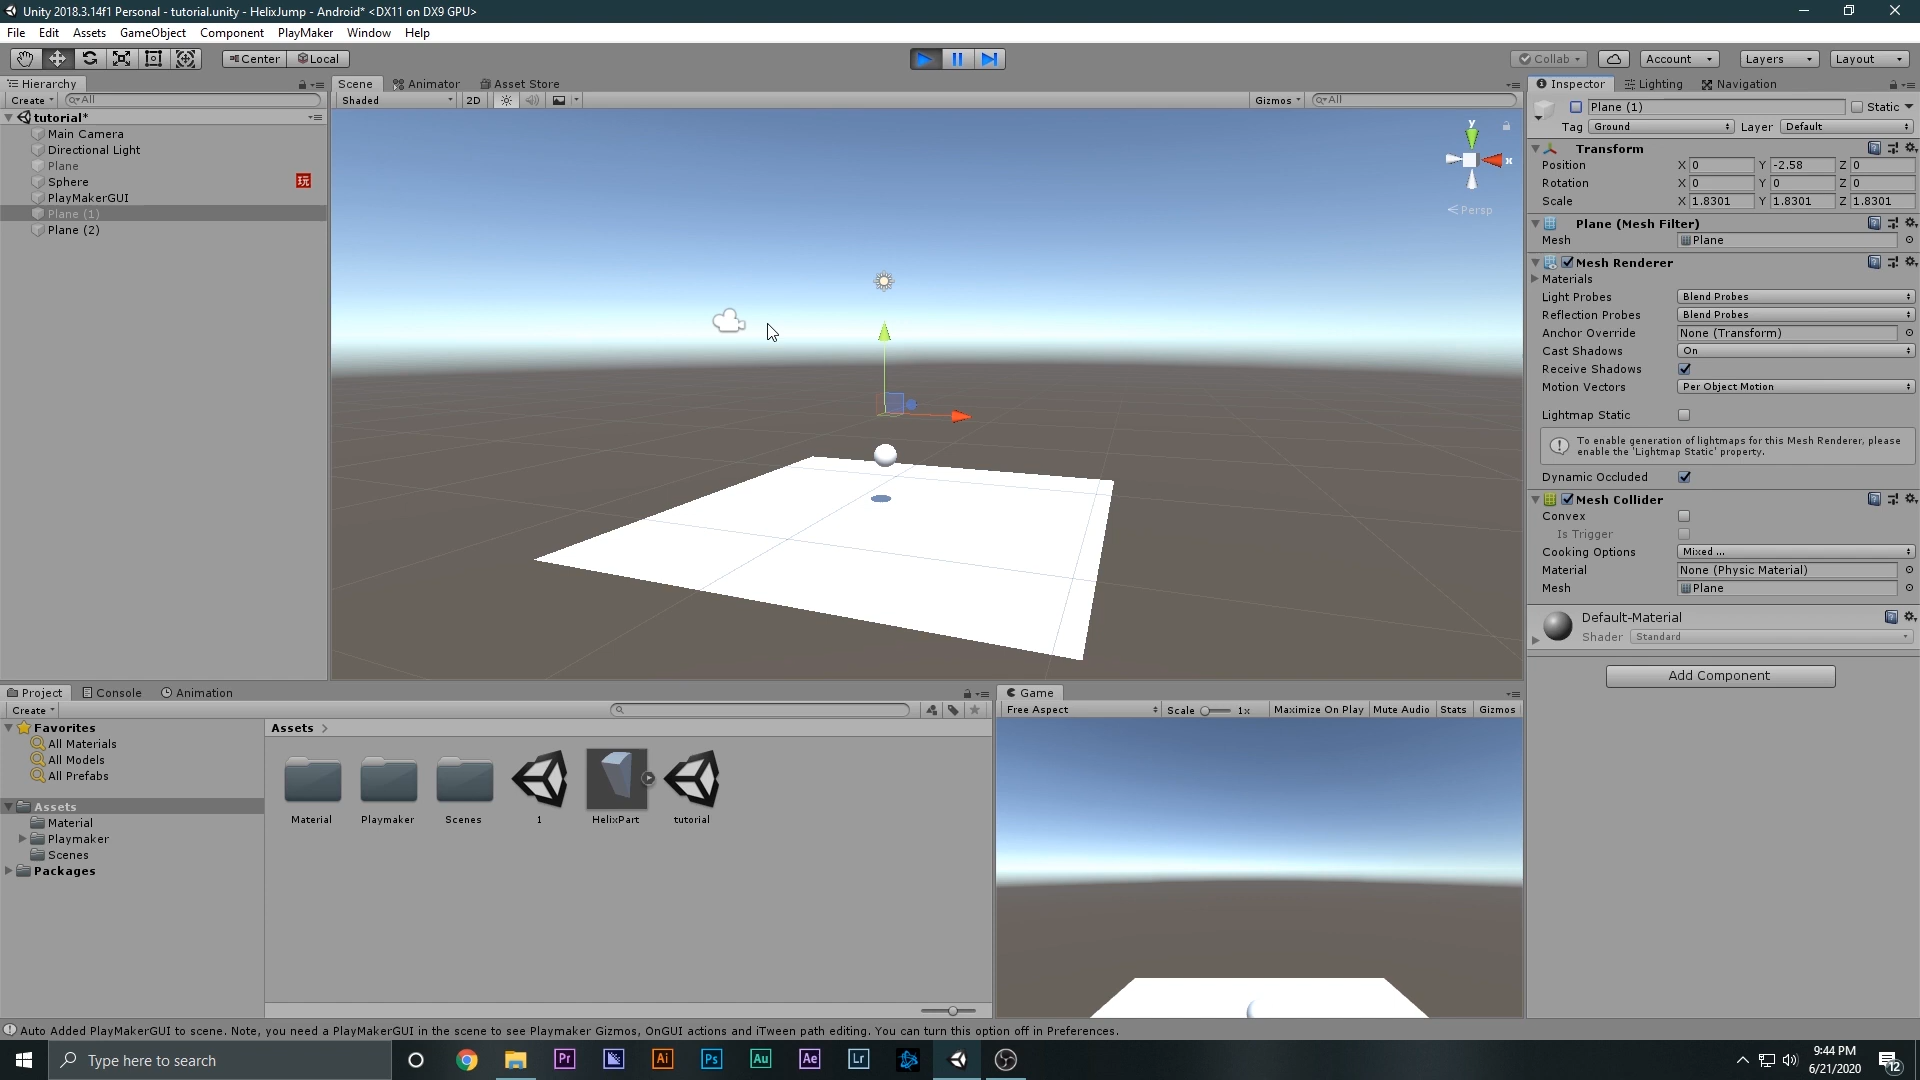 Unity 2018.3.14f1 Personal - tutorial.unity - HelixJump - Android* <DX11 on DX9 GPU>
File Edit Assets GameObject Component PlayMaker Window Help
Center Local Collab Account Layers Layout
Hierarchy
Create All
tutorial*
Main Camera
Directional Light
Plane
Sphere 玩
PlayMakerGUI
Plane (1)
Plane (2)
Scene Animator Asset Store
Shaded 2D Gizmos All
y
x
Persp
Inspector Lighting Navigation
Plane (1) Static
Tag Ground Layer Default
Transform
Position X 0 Y -2.58 Z 0
Rotation X 0 Y 0 Z 0
Scale X 1.8301 Y 1.8301 Z 1.8301
Plane (Mesh Filter)
Mesh Plane
Mesh Renderer
Materials
Light Probes Blend Probes
Reflection Probes Blend Probes
Anchor Override None (Transform)
Cast Shadows On
Receive Shadows
Motion Vectors Per Object Motion
Lightmap Static
To enable generation of lightmaps for this Mesh Renderer, please
enable the 'Lightmap Static' property.
Dynamic Occluded
Mesh Collider
Convex
Is Trigger
Cooking Options Mixed ...
Material None (Physic Material)
Mesh Plane
Default-Material
Shader Standard
Add Component
Project Console Animation
Create
Favorites
All Materials
All Models
All Prefabs
Assets
Material
Playmaker
Scenes
Packages
Assets
Material Playmaker Scenes 1 HelixPart tutorial
Game
Free Aspect Scale 1x Maximize On Play Mute Audio Stats Gizmos
Auto Added PlayMakerGUI to scene. Note, you need a PlayMakerGUI in the scene to see Playmaker Gizmos, OnGUI actions and iTween path editing. You can turn this option off in Preferences.
Type here to search
Pr Ai Ps Au Ae Lr
9:44 PM
6/21/2020
12